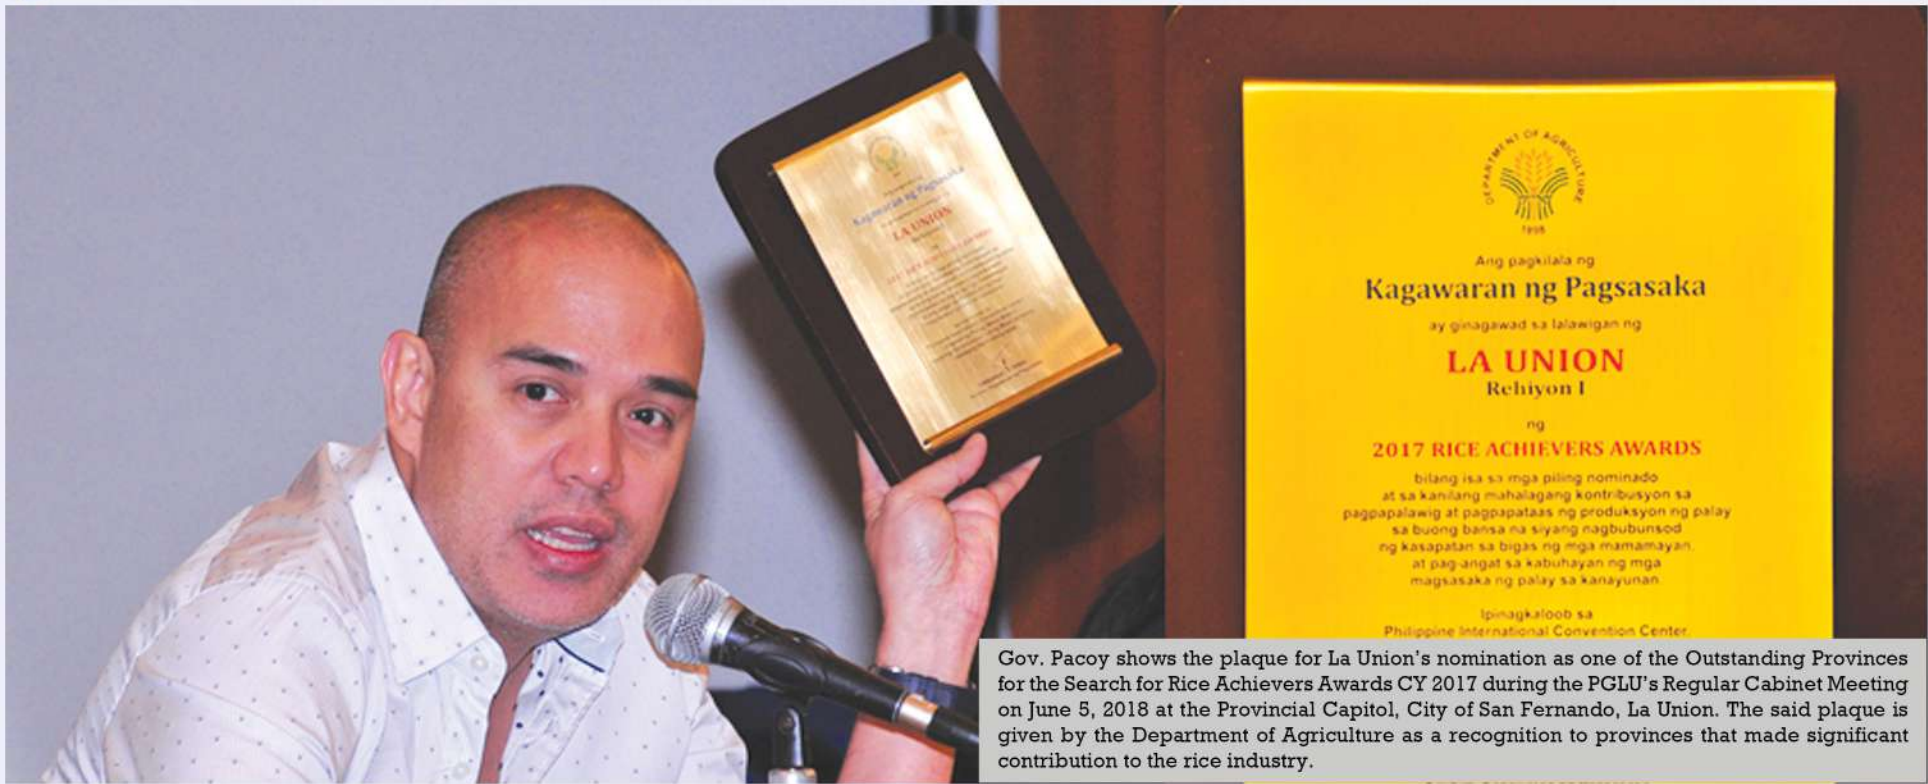 DEPARTMENT OF AGRICULTURE
1898
Ang pagkilala ng
Kagawaran ng Pagsasaka
ay ginagawad sa lalawigan ng
LA UNION
Rehiyon I
ng
2017 RICE ACHIEVERS AWARDS
bilang isa sa mga piling nominado
at sa kanilang mahalagang kontribusyon sa
pagpapalawig at pagpapataas ng produksyon ng palay
sa buong bansa na siyang nagbubunsod
ng kasapatan sa bigas ng mga mamamayan,
at pag-angat sa kabuhayan ng mga
magsasaka ng palay sa kanayunan
Ipinagkaloob sa
Philippine International Convention Center,
Kagawaran ng Pagsasaka
LA UNION
Gov. Pacoy shows the plaque for La Union's nomination as one of the Outstanding Provinces
for the Search for Rice Achievers Awards CY 2017 during the PGLU's Regular Cabinet Meeting
on June 5, 2018 at the Provincial Capitol, City of San Fernando, La Union. The said plaque is
given by the Department of Agriculture as a recognition to provinces that made significant
contribution to the rice industry.